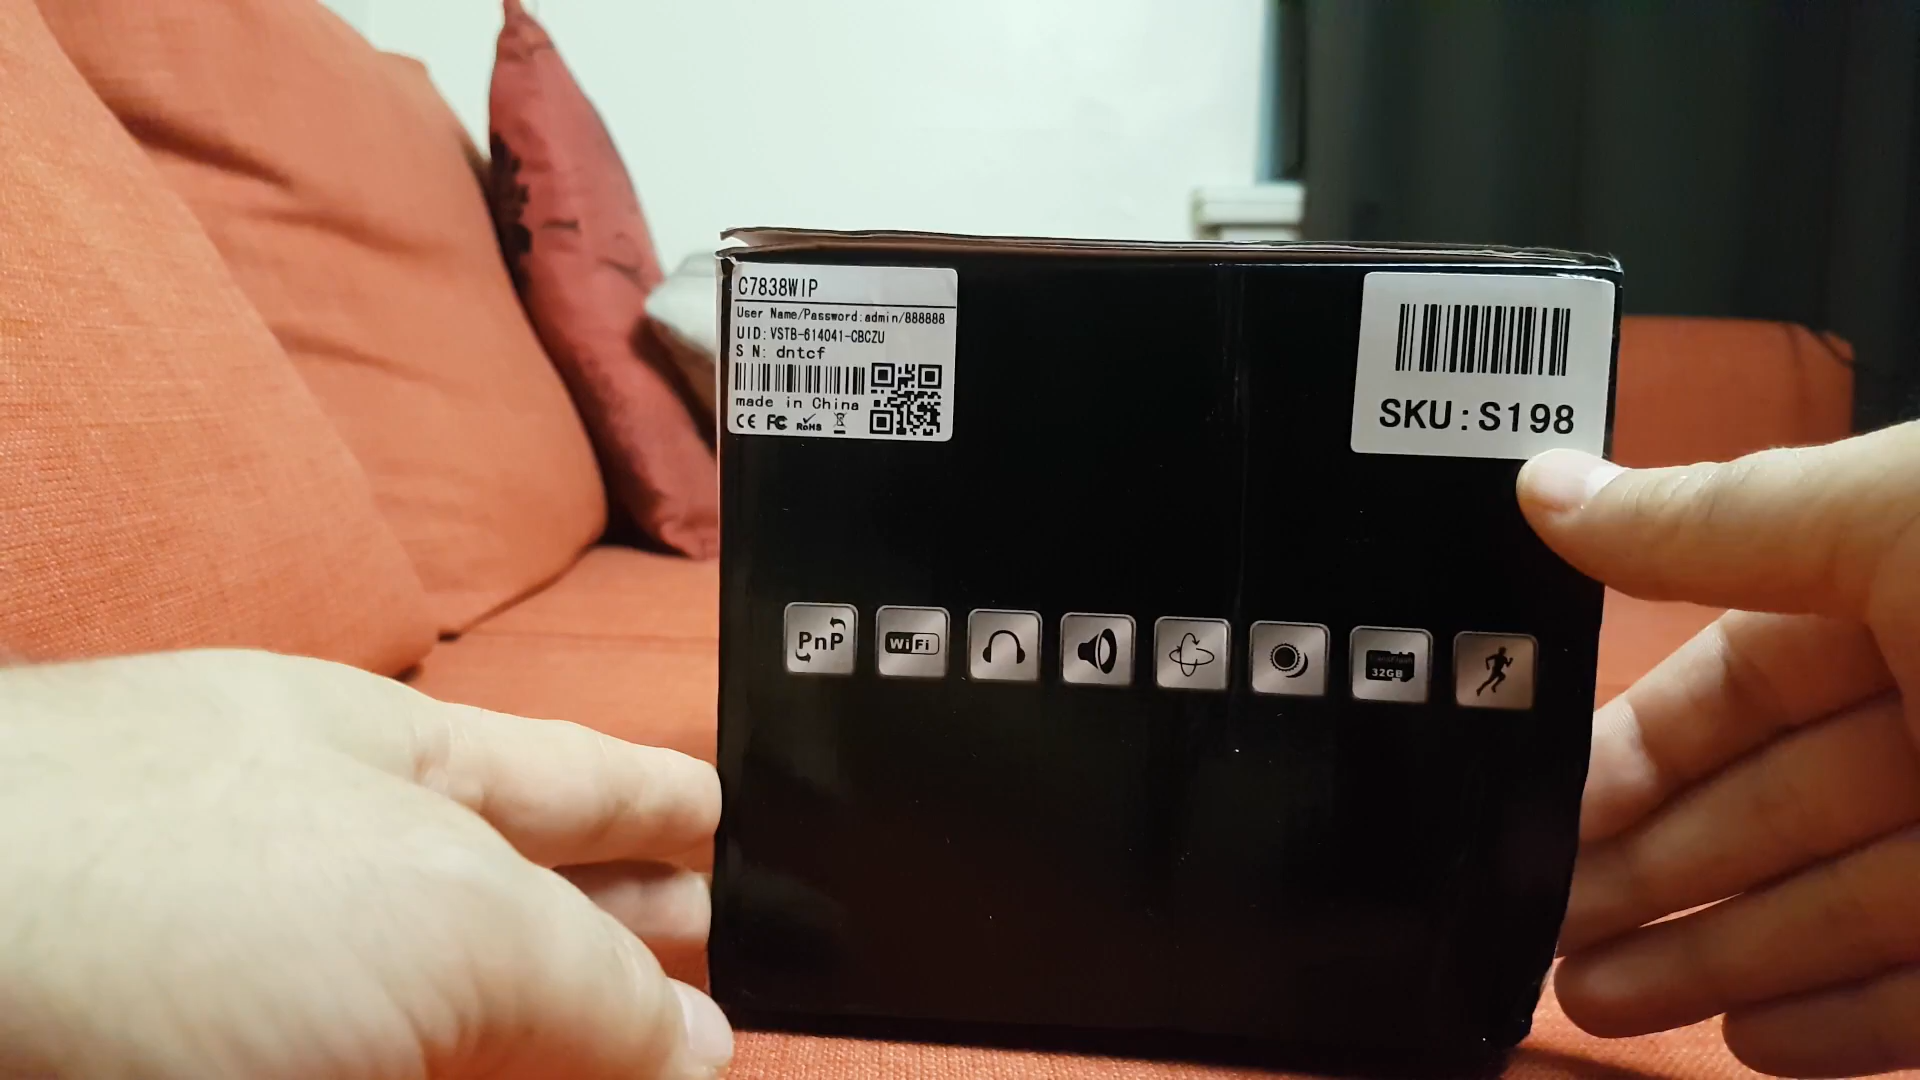 C7838WIP
User Name/Password:admin/888888
UID:VSTB-614041-CBCZU
S N: dntcf
made in China
CE FC RoHS
SKU:S198
PnP
WiFi
32GB